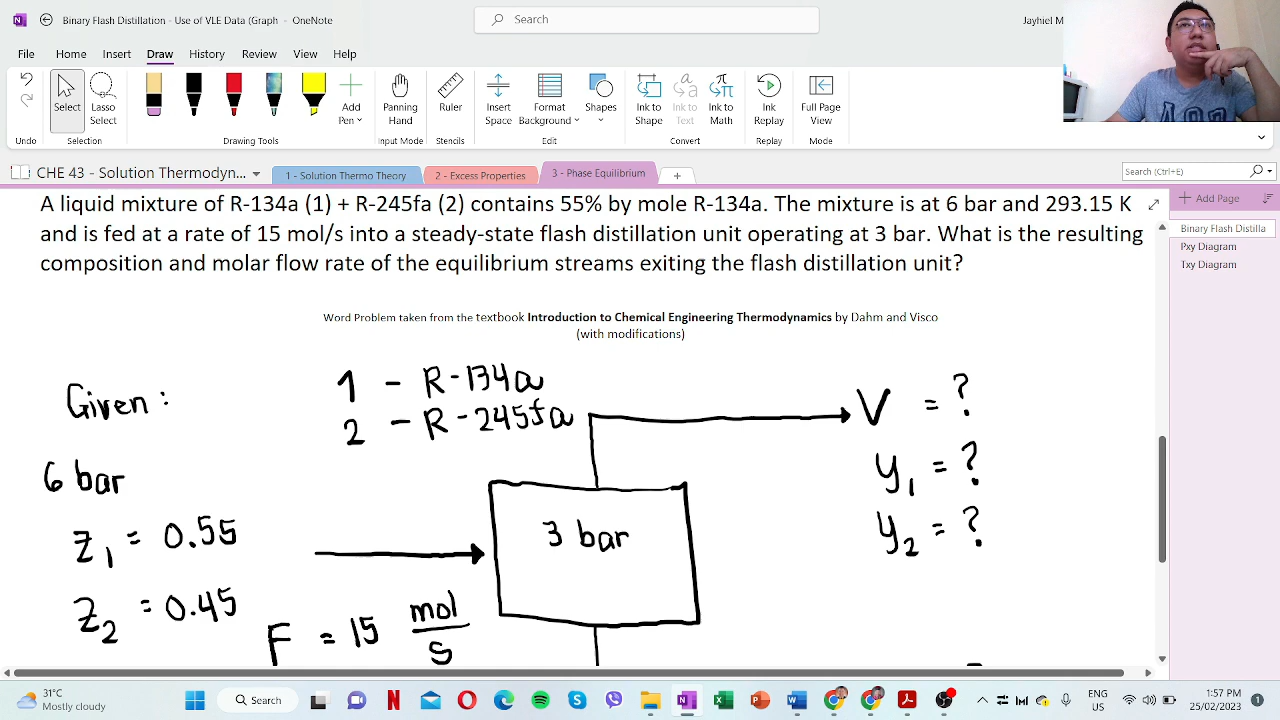 Binary Flash Distillation - Use of VLE Data (Graph - OneNote
Search
Jayhiel M
File Home Insert Draw History Review View Help
Undo
Select
Lasso Select
Add Pen
Panning Hand
Ruler
Insert Space
Format Background
Shapes
Ink to Shape
Ink to Text
Ink to Math
Ink Replay
Full Page View
Selection
Drawing Tools
Input Mode
Stencils
Edit
Convert
Replay
Mode
CHE 43 - Solution Thermodyn...
1 - Solution Thermo Theory
2 - Excess Properties
3 - Phase Equilibrium
Search (Ctrl+E)
Add Page
Binary Flash Distilla
Pxy Diagram
Txy Diagram
A liquid mixture of R-134a (1) + R-245fa (2) contains 55% by mole R-134a. The mixture is at 6 bar and 293.15 K
and is fed at a rate of 15 mol/s into a steady-state flash distillation unit operating at 3 bar. What is the resulting
composition and molar flow rate of the equilibrium streams exiting the flash distillation unit?
Word Problem taken from the textbook Introduction to Chemical Engineering Thermodynamics by Dahm and Visco
(with modifications)
Given :
1 - R-134a
2 - R-245fa
V = ?
y1 = ?
y2 = ?
6 bar
z1 = 0.55
z2 = 0.45
3 bar
F = 15 mol/s
31°C
Mostly cloudy
Search
ENG
US
1:57 PM
25/02/2023
1